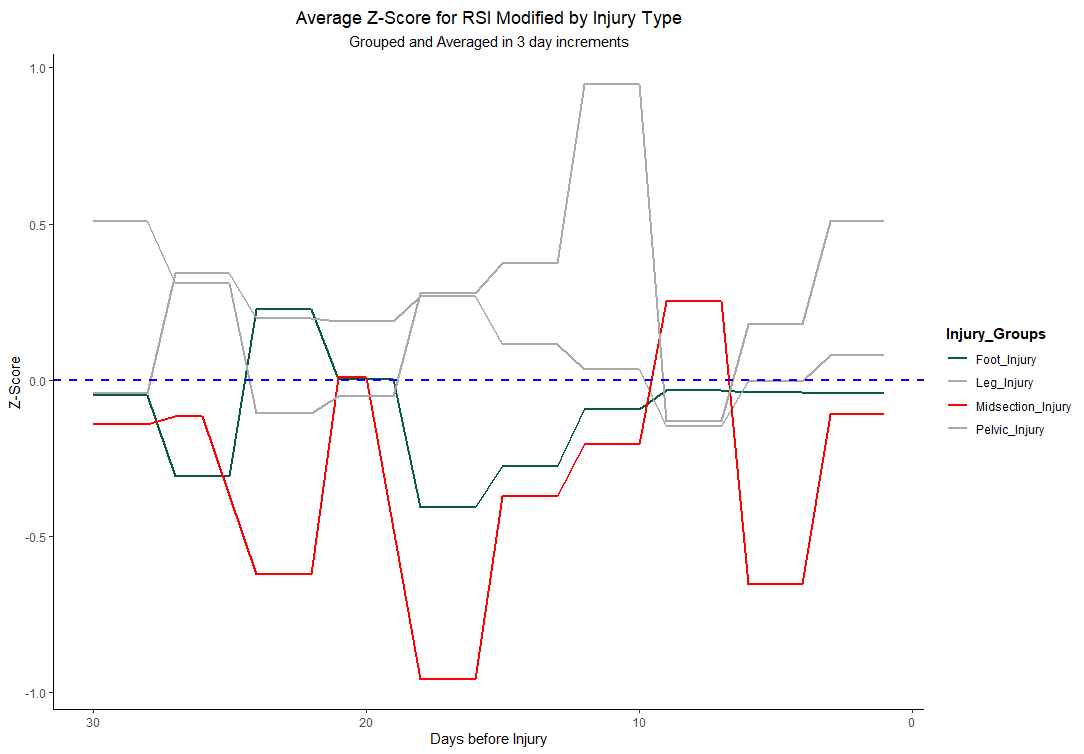 Average Z-Score for RSI Modified by Injury Type
Grouped and Averaged in 3 day increments
1.0
0.5
0.0
-0.5
-1.0
Z-Score
30
20
10
0
Days before Injury
Injury_Groups
Foot_Injury
Leg_Injury
Midsection_Injury
Pelvic_Injury